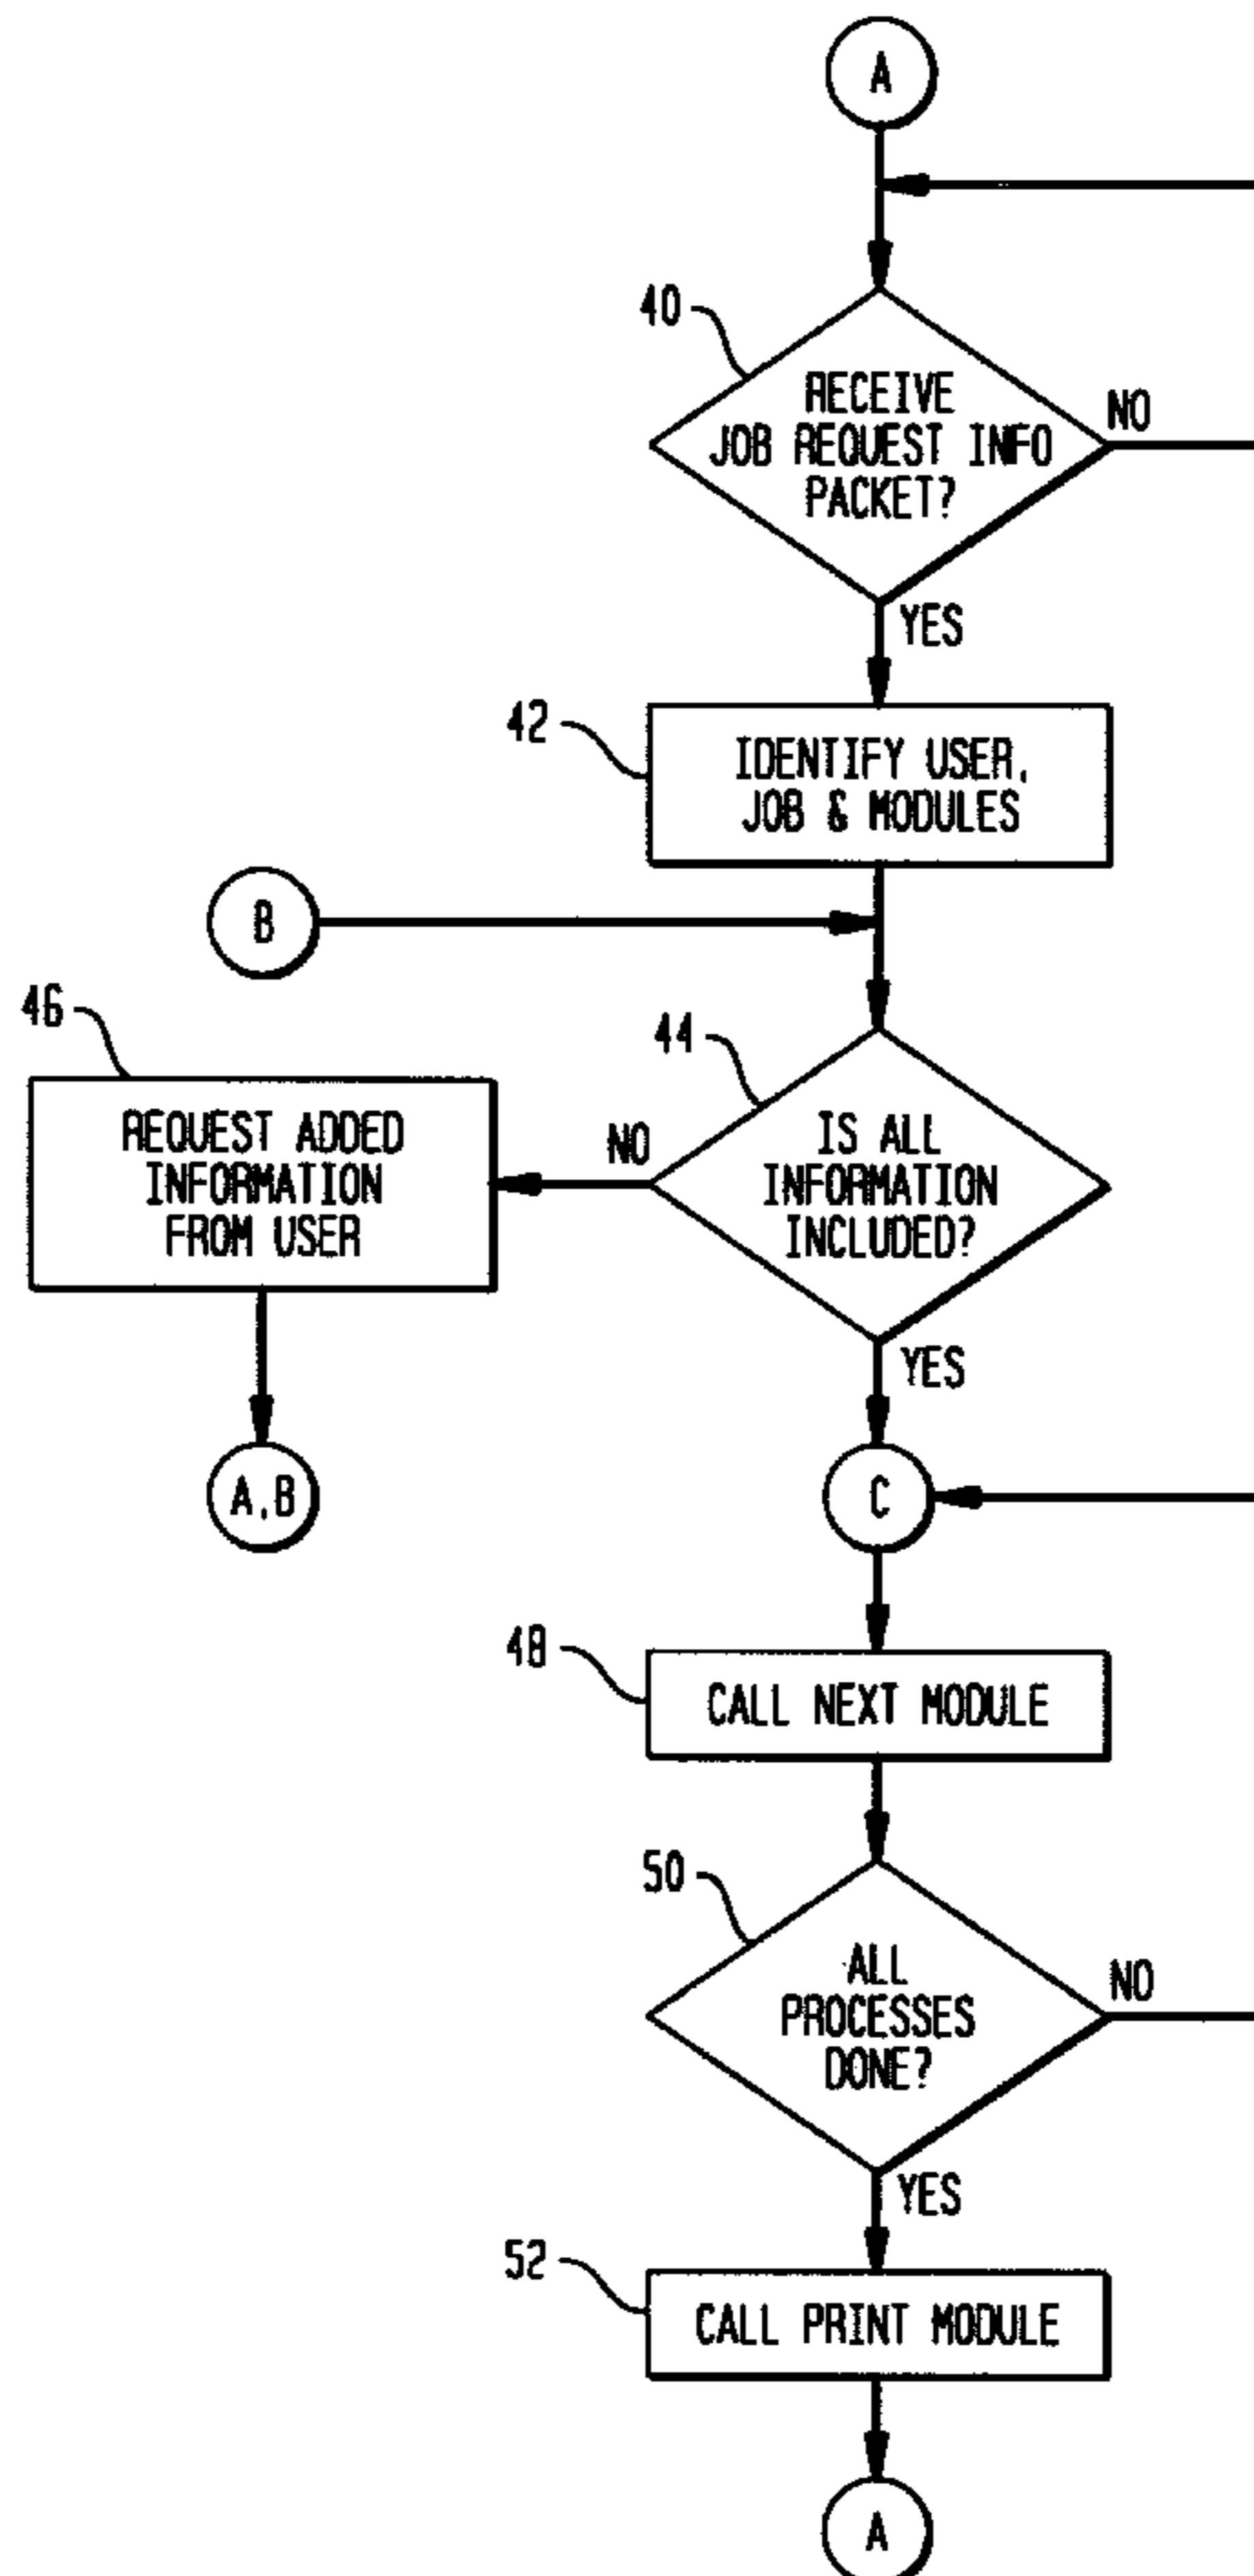 A
40
RECEIVE
JOB REQUEST INFO
PACKET?
NO
YES
42
IDENTIFY USER,
JOB & MODULES
B
46
REQUEST ADDED
INFORMATION
FROM USER
44
IS ALL
INFORMATION
INCLUDED?
NO
YES
A,B
C
48
CALL NEXT MODULE
50
ALL
PROCESSES
DONE?
NO
YES
52
CALL PRINT MODULE
A